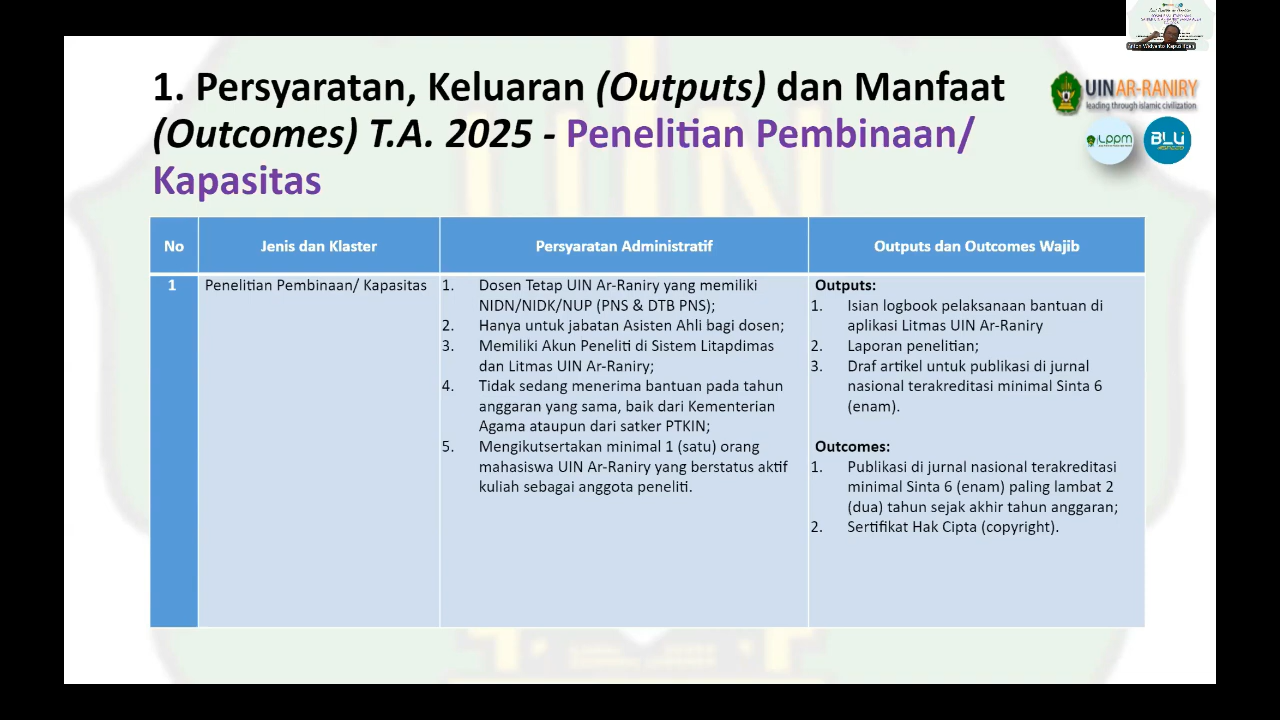 Anton Widyanto Kapus Itpen
1. Persyaratan, Keluaran (Outputs) dan Manfaat
(Outcomes) T.A. 2025 - Penelitian Pembinaan/
Kapasitas
UIN AR-RANIRY
leading through islamic civilization
LPPM
BLU
No
Jenis dan Klaster
Persyaratan Administratif
Outputs dan Outcomes Wajib
1
Penelitian Pembinaan/ Kapasitas
1. Dosen Tetap UIN Ar-Raniry yang memiliki
NIDN/NIDK/NUP (PNS & DTB PNS);
2. Hanya untuk jabatan Asisten Ahli bagi dosen;
3. Memiliki Akun Peneliti di Sistem Litapdimas
dan Litmas UIN Ar-Raniry;
4. Tidak sedang menerima bantuan pada tahun
anggaran yang sama, baik dari Kementerian
Agama ataupun dari satker PTKIN;
5. Mengikutsertakan minimal 1 (satu) orang
mahasiswa UIN Ar-Raniry yang berstatus aktif
kuliah sebagai anggota peneliti.
Outputs:
1. Isian logbook pelaksanaan bantuan di
aplikasi Litmas UIN Ar-Raniry
2. Laporan penelitian;
3. Draf artikel untuk publikasi di jurnal
nasional terakreditasi minimal Sinta 6
(enam).
Outcomes:
1. Publikasi di jurnal nasional terakreditasi
minimal Sinta 6 (enam) paling lambat 2
(dua) tahun sejak akhir tahun anggaran;
2. Sertifikat Hak Cipta (copyright).